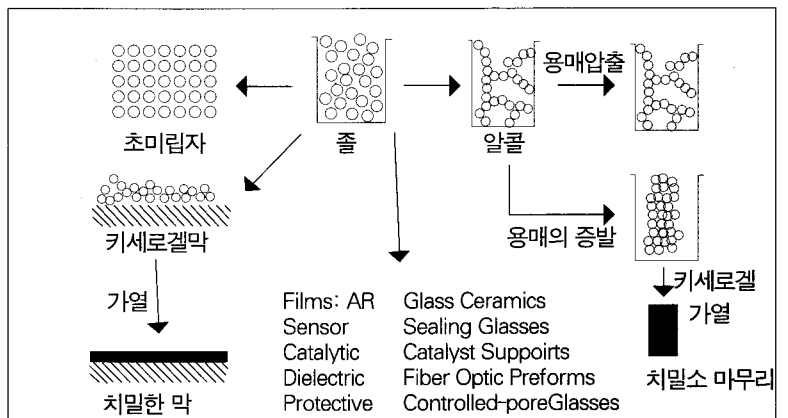 용매압출
초미립자
졸
알콜
키세로겔막
용매의 증발
키세로겔
가열
가열
Films: AR Glass Ceramics
Sensor Sealing Glasses
Catalytic Catalyst Suppoirts
Dielectric Fiber Optic Preforms
Protective Controlled-poreGlasses
치밀한 막
치밀소 마무리